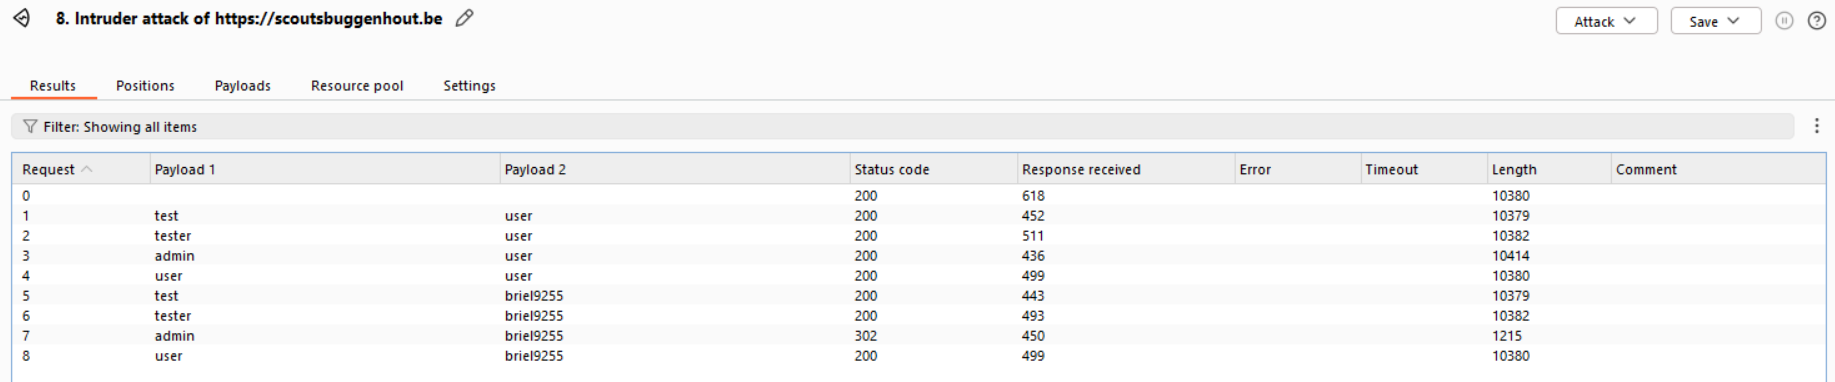 8. Intruder attack of https://scoutsbuggenhout.be
Attack Save
Results Positions Payloads Resource pool Settings
Filter: Showing all items
Request Payload 1 Payload 2 Status code Response received Error Timeout Length Comment
0 200 618 10380
1 test user 200 452 10379
2 tester user 200 511 10382
3 admin user 200 436 10414
4 user user 200 499 10380
5 test briel9255 200 443 10379
6 tester briel9255 200 493 10382
7 admin briel9255 302 450 1215
8 user briel9255 200 499 10380